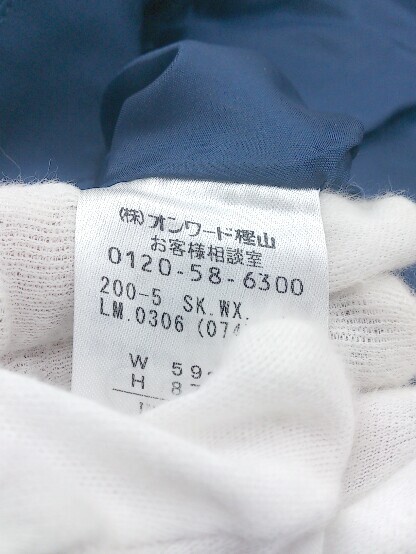 (株)オンワード樫山
お客様相談室
0120-58-6300
200-5 SK.WX.
LM.0306 (074
W 59
H 8